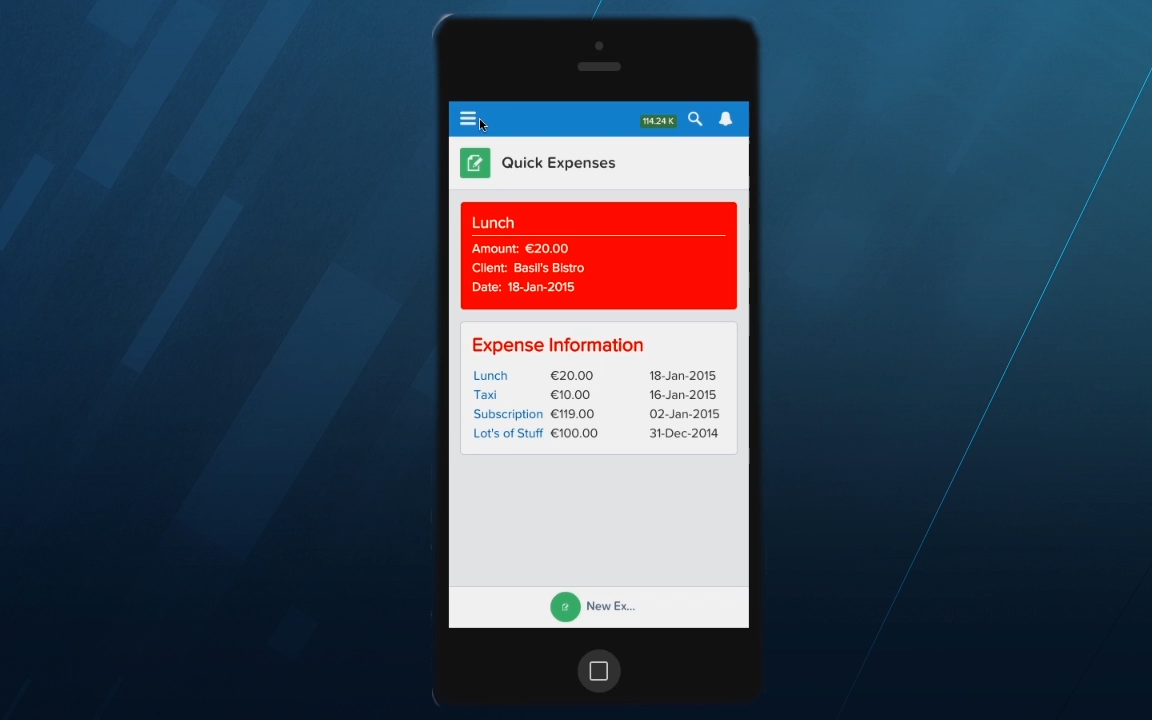 114.24 K
Quick Expenses
Lunch
Amount: €20.00
Client: Basil's Bistro
Date: 18-Jan-2015
Expense Information
Lunch €20.00 18-Jan-2015
Taxi €10.00 16-Jan-2015
Subscription €119.00 02-Jan-2015
Lot's of Stuff €100.00 31-Dec-2014
New Ex...